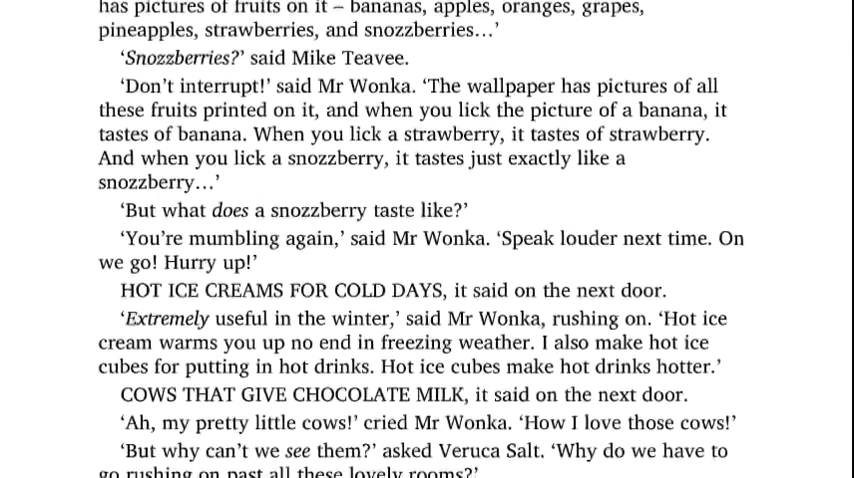 has pictures of fruits on it – bananas, apples, oranges, grapes,
pineapples, strawberries, and snozzberries…’
‘Snozzberries?’ said Mike Teavee.
‘Don’t interrupt!’ said Mr Wonka. ‘The wallpaper has pictures of all
these fruits printed on it, and when you lick the picture of a banana, it
tastes of banana. When you lick a strawberry, it tastes of strawberry.
And when you lick a snozzberry, it tastes just exactly like a
snozzberry…’
‘But what does a snozzberry taste like?’
‘You’re mumbling again,’ said Mr Wonka. ‘Speak louder next time. On
we go! Hurry up!’
HOT ICE CREAMS FOR COLD DAYS, it said on the next door.
‘Extremely useful in the winter,’ said Mr Wonka, rushing on. ‘Hot ice
cream warms you up no end in freezing weather. I also make hot ice
cubes for putting in hot drinks. Hot ice cubes make hot drinks hotter.’
COWS THAT GIVE CHOCOLATE MILK, it said on the next door.
‘Ah, my pretty little cows!’ cried Mr Wonka. ‘How I love those cows!’
‘But why can’t we see them?’ asked Veruca Salt. ‘Why do we have to
go rushing on past all these lovely rooms?’